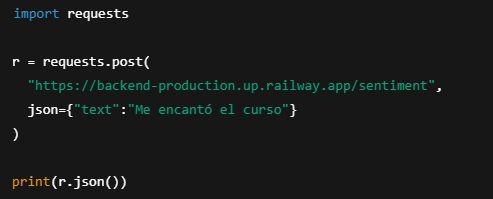 import requests

r = requests.post(
  "https://backend-production.up.railway.app/sentiment",
  json={"text":"Me encantó el curso"}
)

print(r.json())